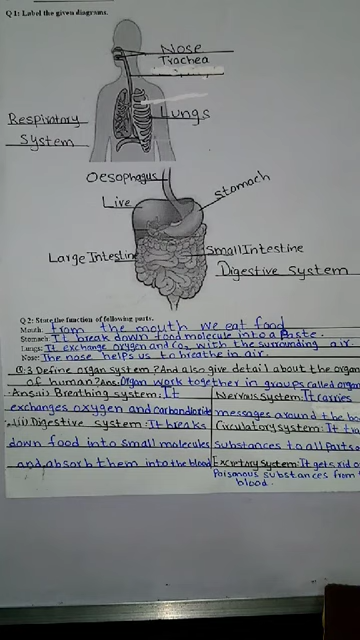 Q1: Label the given diagrams.
Nose
Trachea
Respiratory
System
Lungs
Oesophagus
Stomach
Live
Large Intestine
Small Intestine
Digestive System
Q2: State the function of following parts.
Mouth: from the mouth we eat food
Stomach: It break down food molecule into a paste.
Lungs: It exchange oxygen and Co2 with the surrounding air.
Nose: The nose helps us to breathe in air.
Q:3 Define organ system? And also give detail about the organ
of human? Ans: Organ work together in groups called organ
Ans: (i) Breathing system: It
exchanges oxygen and carbondioxide
(ii) Digestive system: It breaks
down food into small molecules
and absorb them into the blood
Nervous system: It carries
messages around the bo
Circulatory system: It tra
Substances to all parts o
Excretory system: It gets rid o
Poisonous substances from
blood.